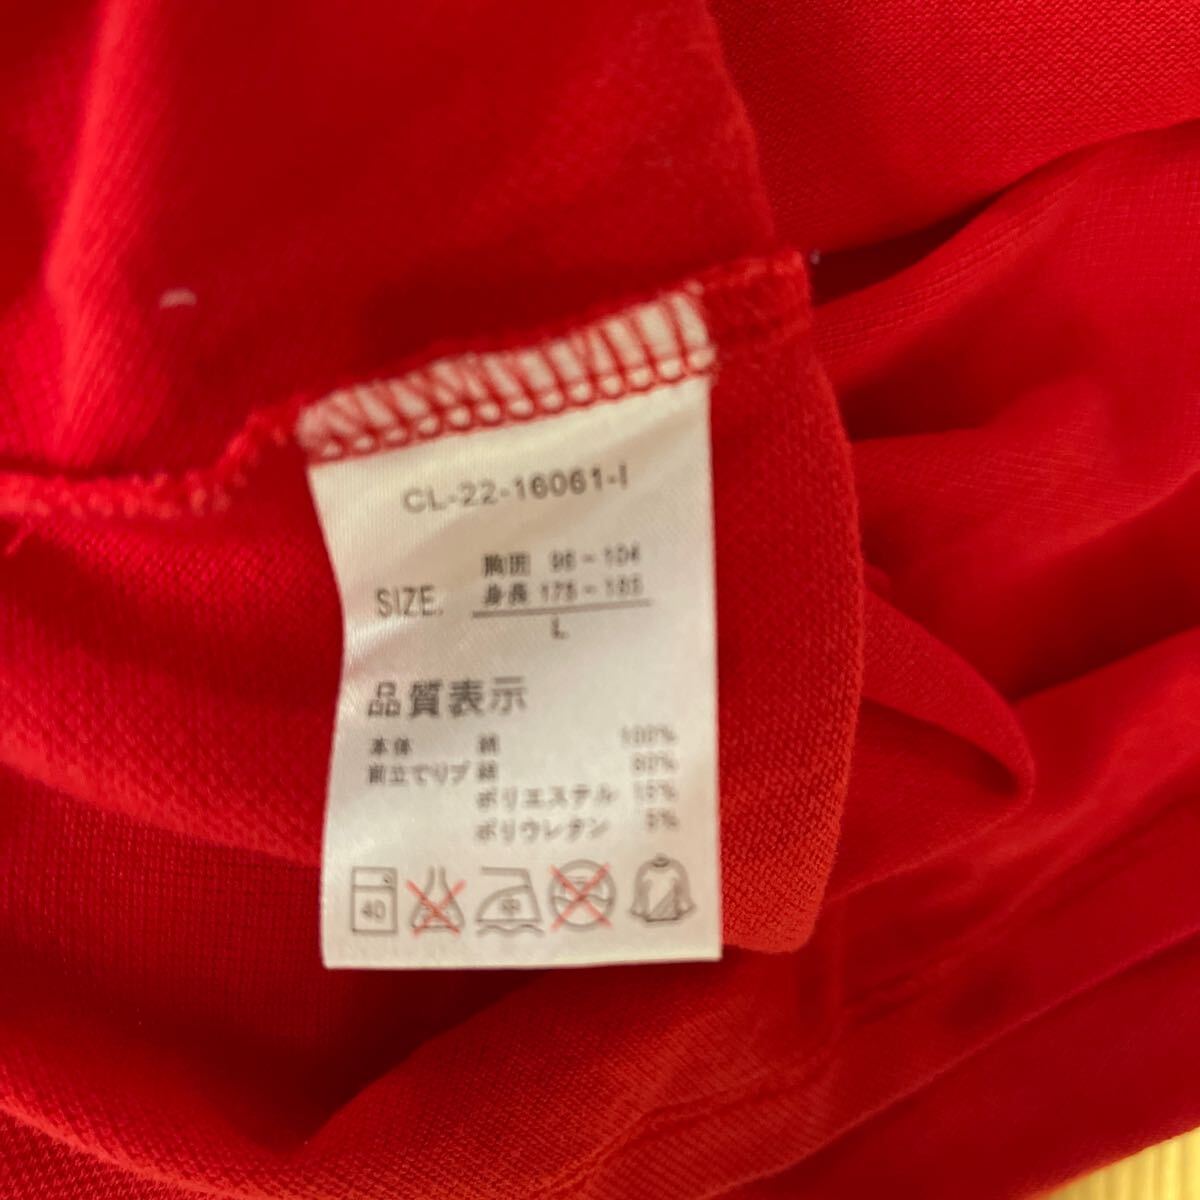 CL-22-16061-I
胸囲 96～104
SIZE. 身長 175～185
L
品質表示
本体 綿 100%
前立てリブ 綿
ポリエステル
ポリウレタン 5%
40